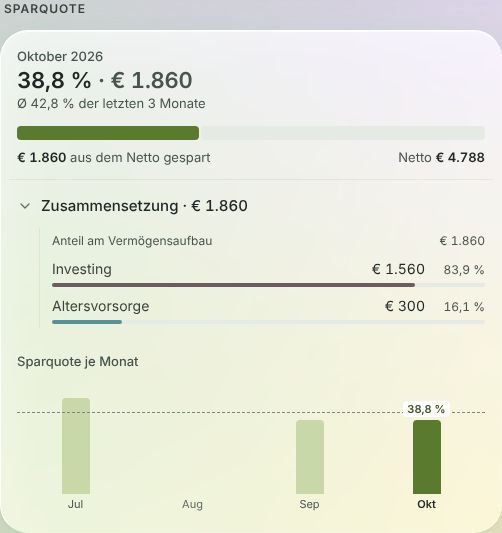 SPARQUOTE
Oktober 2026
38,8 % · € 1.860
Ø 42,8 % der letzten 3 Monate
€ 1.860 aus dem Netto gespart Netto € 4.788
Zusammensetzung · € 1.860
Anteil am Vermögensaufbau € 1.860
Investing € 1.560 83,9 %
Altersvorsorge € 300 16,1 %
Sparquote je Monat
38,8 %
Jul Aug Sep Okt